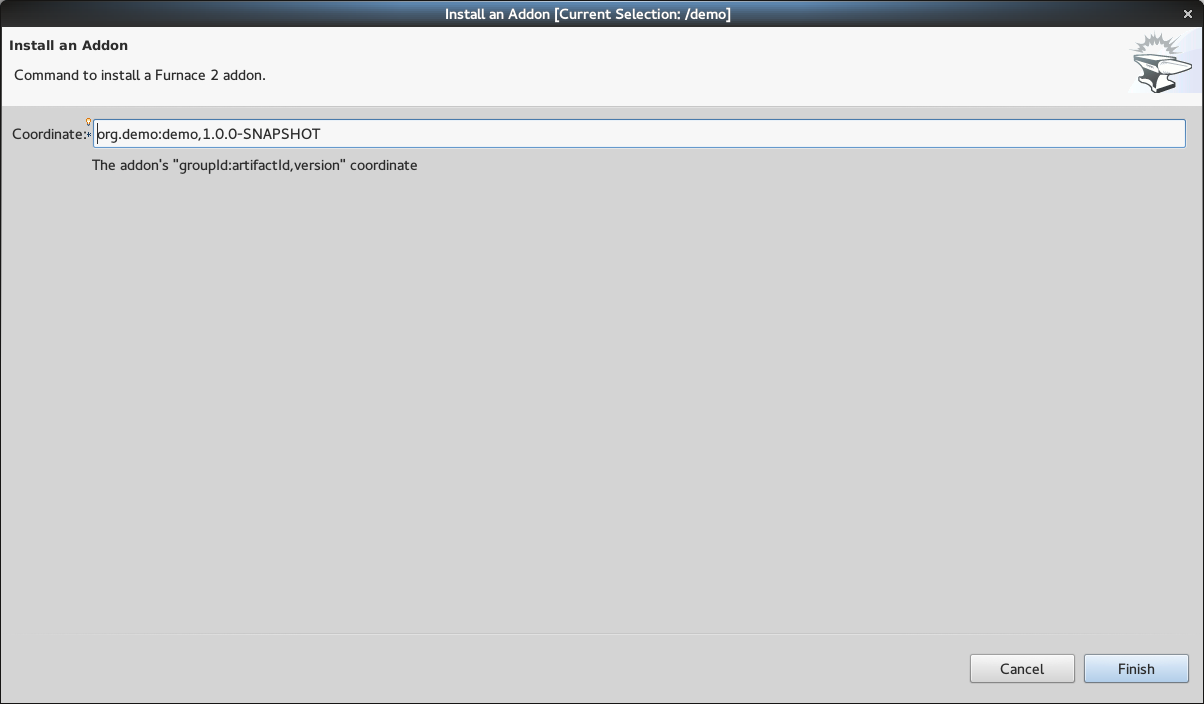 Install an Addon [Current Selection: /demo]
Install an Addon
Command to install a Furnace 2 addon.
Coordinate:* org.demo:demo,1.0.0-SNAPSHOT
The addon's "groupId:artifactId,version" coordinate
Cancel Finish